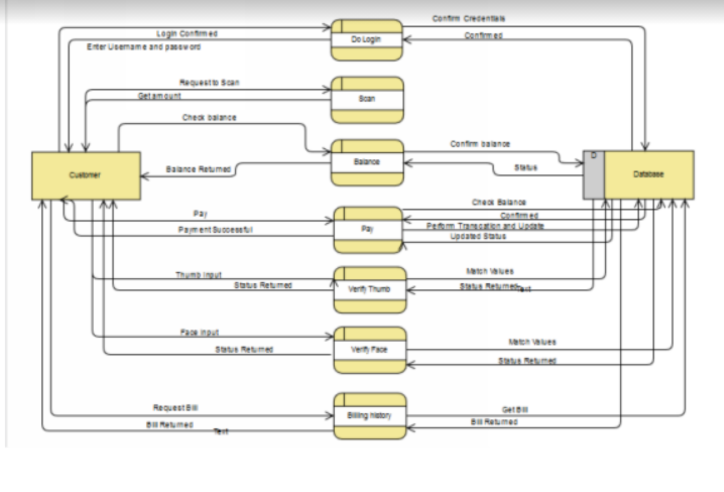 Confirm Credentials
Login Confirmed
Do Login
Confirmed
Enter Username and password
Request to Scan
Get amount
Scan
Check balance
Confirm balance
D
Balance
Balance Returned
Status
Customer
Database
Check Balance
Pay
Confirmed
Pay
Perform Transcation and Update
Payment Successful
Updated Status
Thumb Input
Match Values
Status Returned
Verify Thumb
Status Returned
Text
Face Input
Match Values
Status Returned
Verify Face
Status Returned
Request Bill
Get Bill
Billing history
Bill Returned
Bill Returned
Text